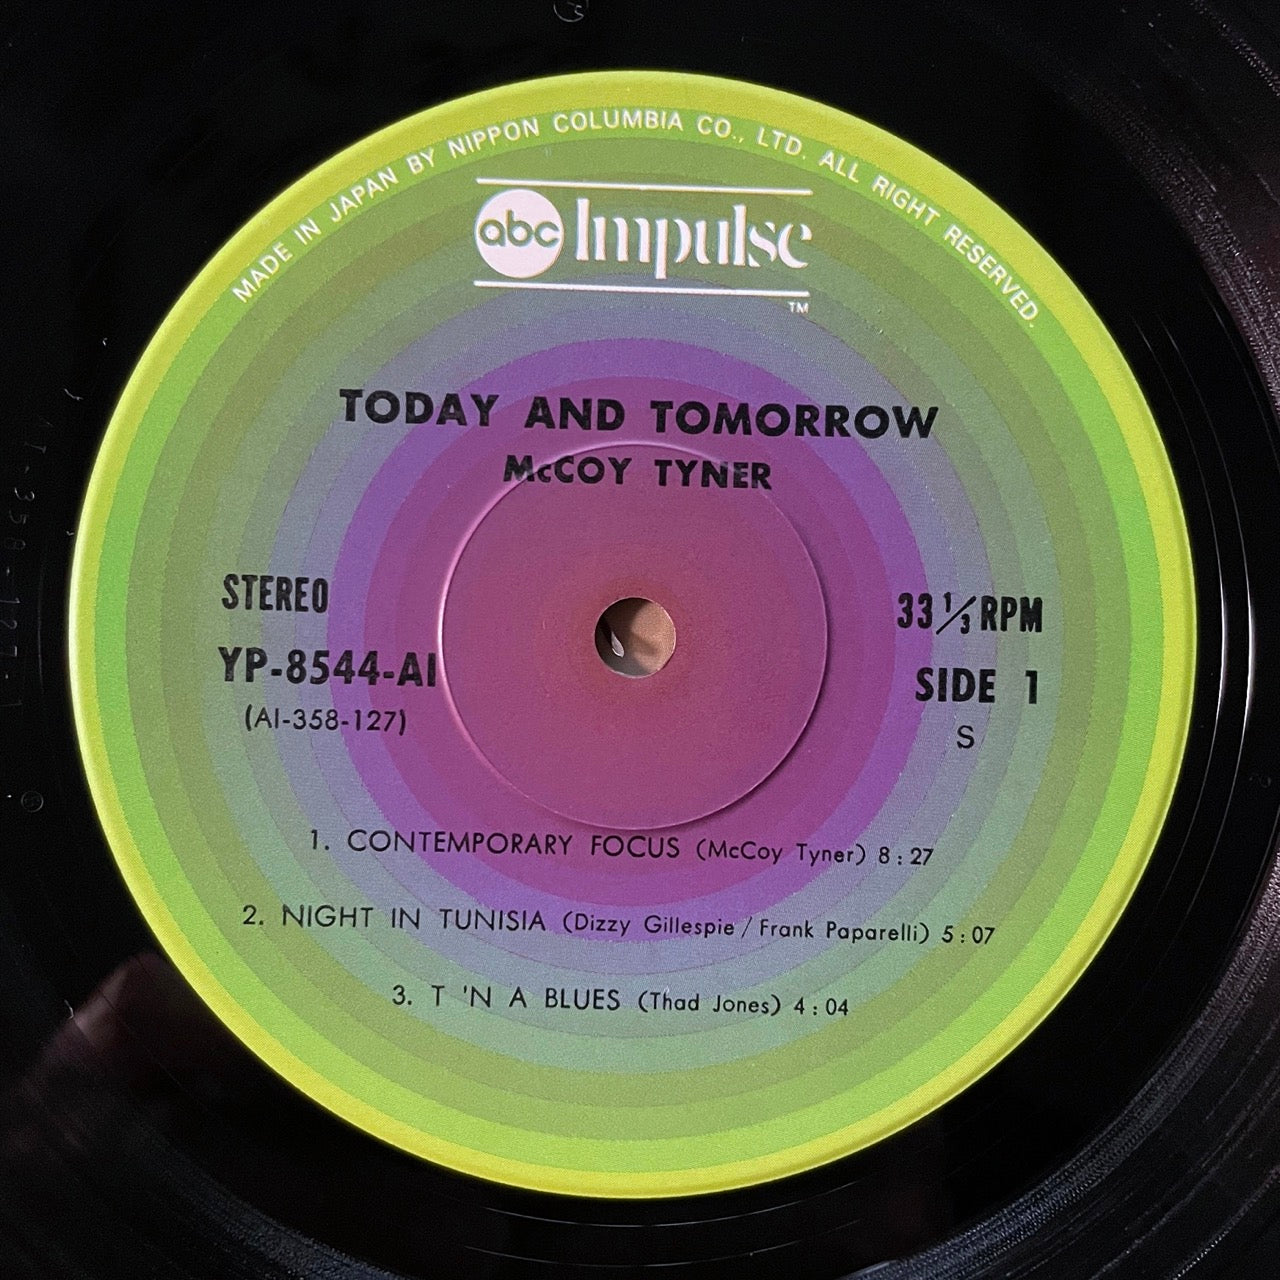 MADE IN JAPAN BY NIPPON COLUMBIA CO., LTD. ALL RIGHT RESERVED.
abc Impulse
TM
TODAY AND TOMORROW
McCOY TYNER
STEREO
33 1/3 RPM
YP-8544-AI
SIDE 1
(AI-358-127)
S
1. CONTEMPORARY FOCUS (McCoy Tyner) 8:27
2. NIGHT IN TUNISIA (Dizzy Gillespie / Frank Paparelli) 5:07
3. T 'N A BLUES (Thad Jones) 4:04